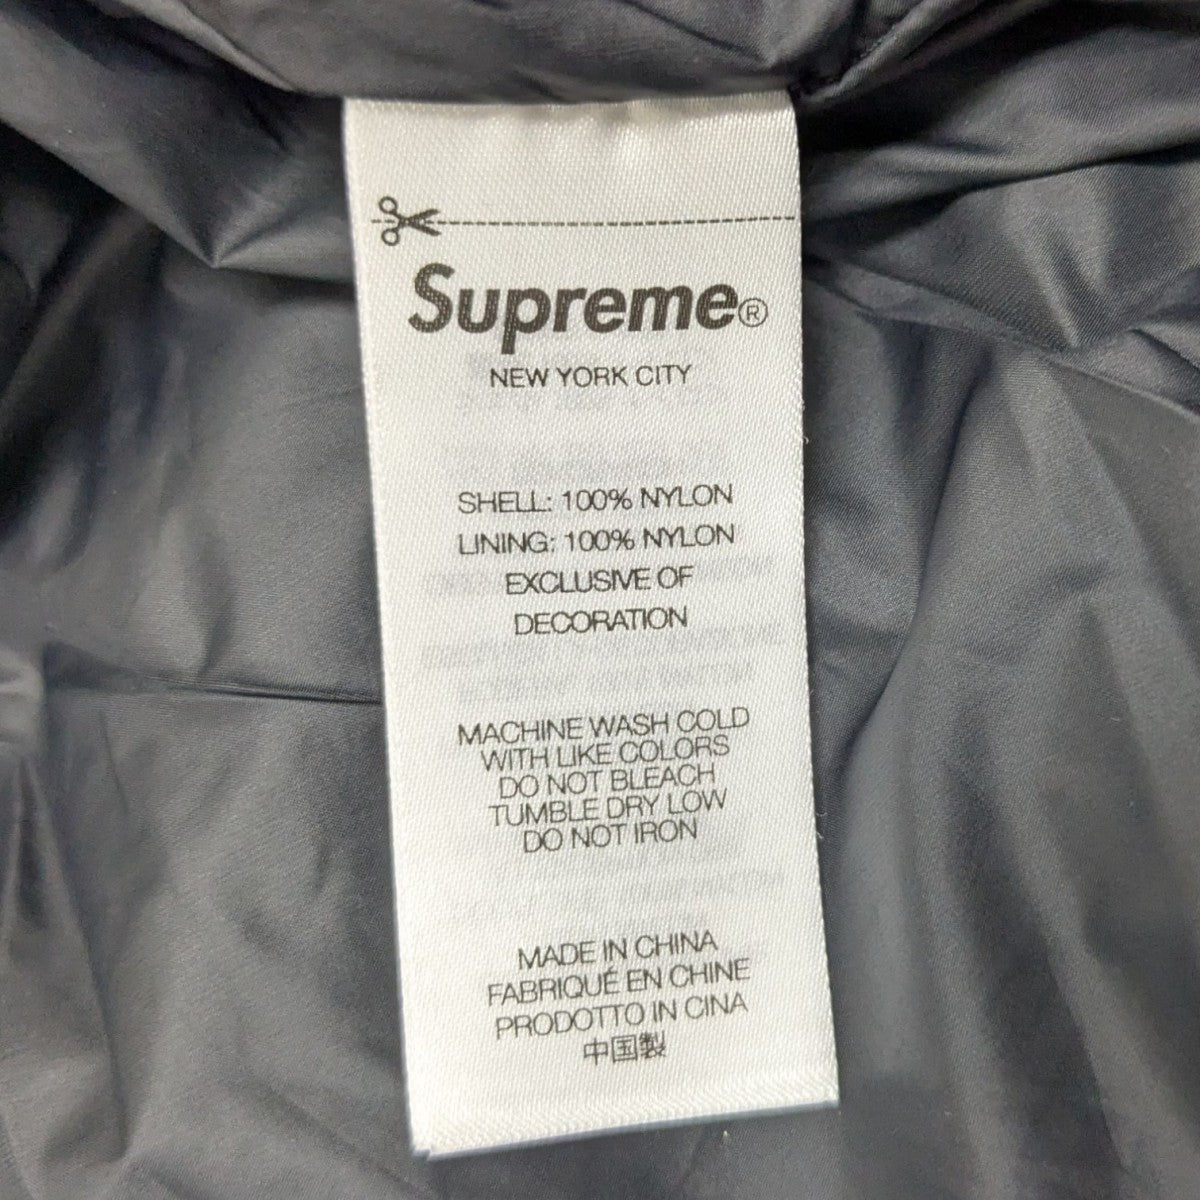 Supreme®
NEW YORK CITY
SHELL: 100% NYLON
LINING: 100% NYLON
EXCLUSIVE OF
DECORATION
MACHINE WASH COLD
WITH LIKE COLORS
DO NOT BLEACH
TUMBLE DRY LOW
DO NOT IRON
MADE IN CHINA
FABRIQUÉ EN CHINE
PRODOTTO IN CINA
中国製